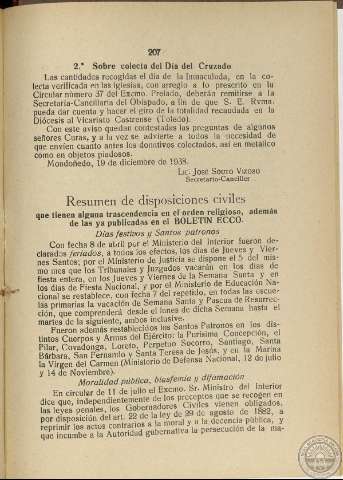 207
2.° Sobre colecta del Día del Cruzado
Las cantidades recogidas el día de la Inmaculada, en la co-
lecta verificada en las iglesias, con arreglo a lo prescrito en la
Circular número 37 del Excmo. Prelado, deberán remitirse a la
Secretaría-Cancillería del Obispado, a fin de que S. E. Rvma.
pueda dar cuenta y hacer el giro de la totalidad recaudada en la
Diócesis al Vicariato Castrense (Toledo).
Con este aviso quedan contestadas las preguntas de algunos
señores Curas, y a la vez se advierte a todos la necesidad de
que envíen cuanto antes los donativos colectados, así en metálico
como en objetos piadosos.
Mondoñedo, 19 de diciembre de 1938.
Lic. José Souto Vizoso
Secretario-Canciller
Resumen de disposiciones civiles
que tienen alguna trascendencia en el orden religioso, además
de las ya publicadas en el BOLETIN ECCO.
Días festivos y Santos patronos
Con fecha 8 de abril por el Ministerio del Interior fueron de-
clarados feriados, a todos los efectos, los días de Jueves y Vier-
nes Santos; por el Ministerio de Justicia se dispone el 5 del mis-
mo mes que los Tribunales y Juzgados vacarán en los días de
fiesta entera, en los Jueves y Viernes de la Semana Santa y en
los días de Fiesta Nacional, y por el Ministerio de Educación Na-
cional se restablece, con fecha 7 del repetido, en todas las escue-
las primarias la vacación de Semana Santa y Pascua de Resurrec-
ción, que comprenderá desde el lunes de dicha Semana hasta el
martes de la siguiente, ambos inclusive.
Fueron además restablecidos los Santos Patronos en los dis-
tintos Cuerpos y Armas del Ejército: la Purísima Concepción, el
Pilar, Covadonga, Loreto, Perpetuo Socorro, Santiago, Santa
Bárbara, San Fernando y Santa Teresa de Jesús, y en la Marina
la Virgen del Carmen (Ministerio de Defensa Nacional, 12 de julio
y 14 de Noviembre).
Moralidad pública, blasfemia y difamación
En circular de 11 de julio el Excmo. Sr. Ministro del Interior
dice que, independientemente de los preceptos que se recogen en
las leyes penales, los Gobernadores Civiles vienen obligados,
por disposición del art. 22 de la ley de 29 de agosto de 1882, a
reprimir los actos contrarios a la moral y a la decencia pública, y
que incumbe a la Autoridad gubernativa la persecución de la ma-